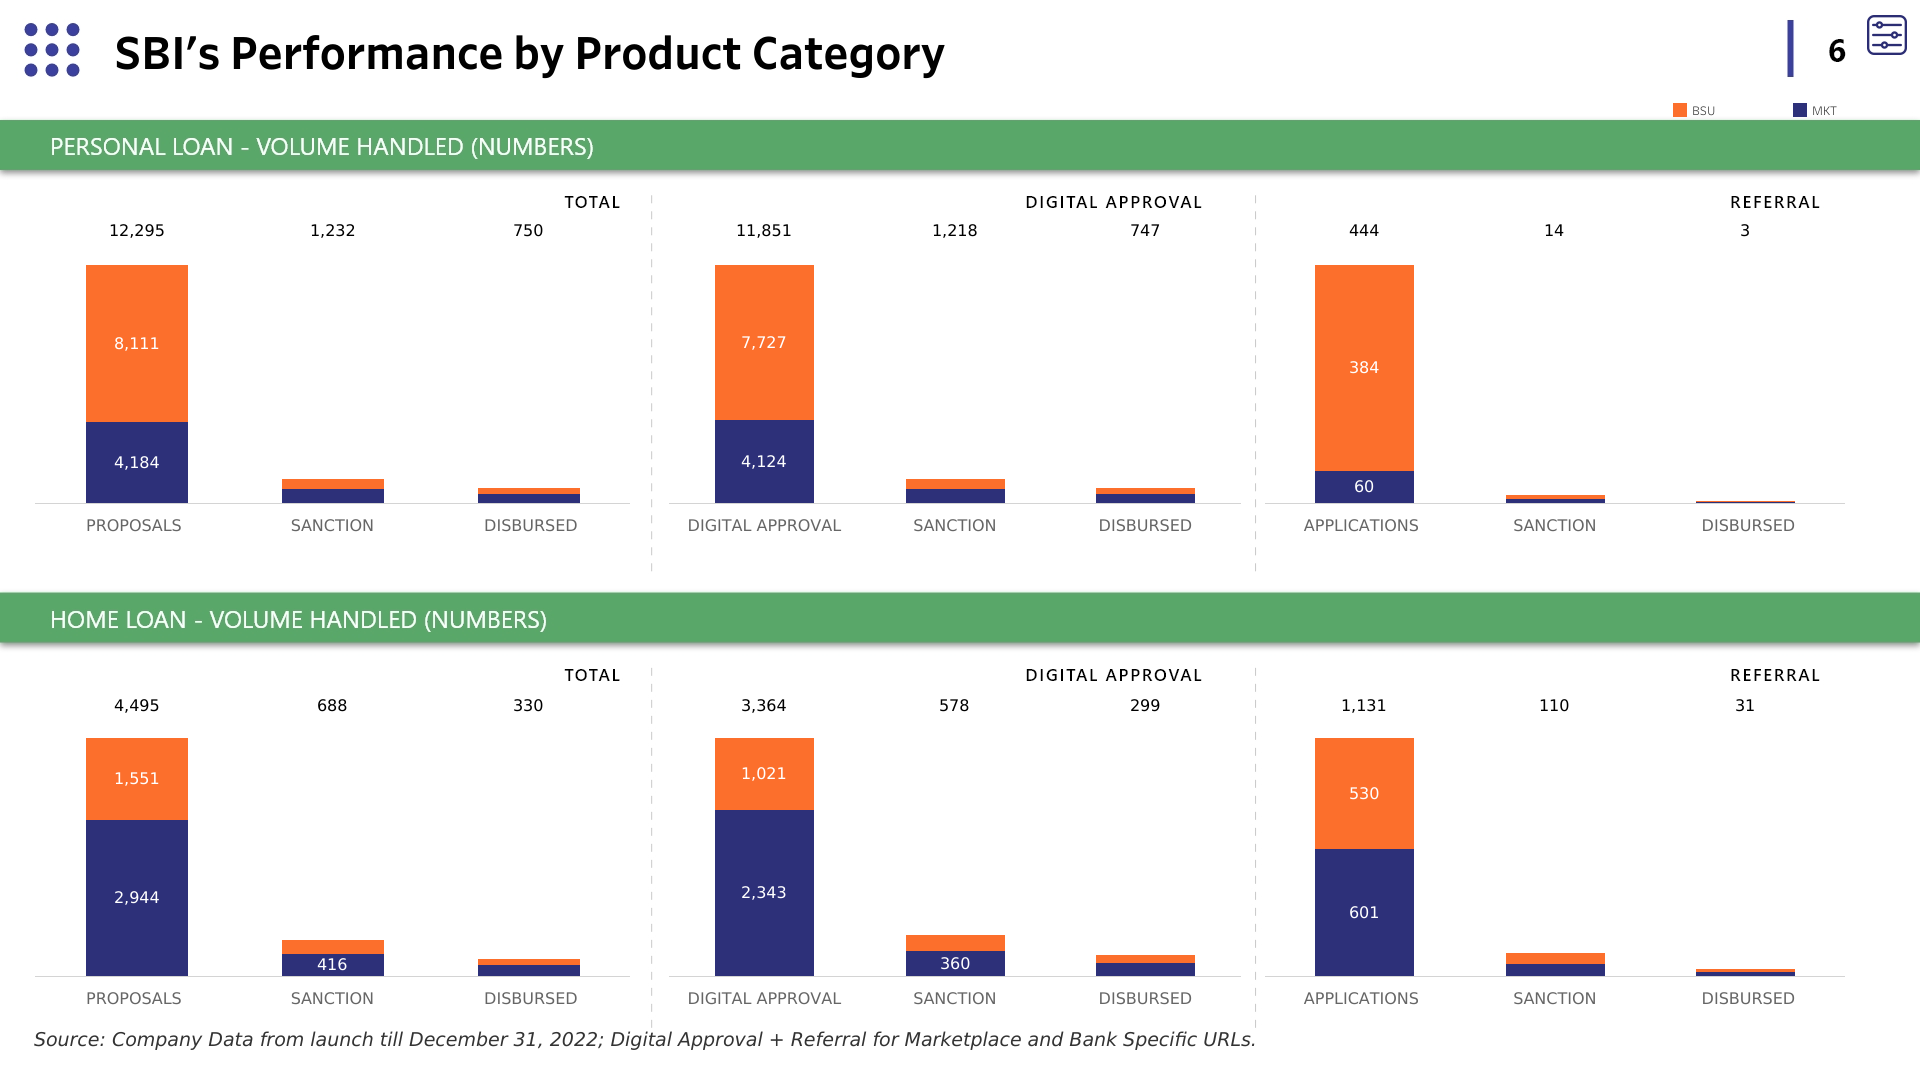 SBI’s Performance by Product Category
6
BSU MKT
PERSONAL LOAN - VOLUME HANDLED (NUMBERS)
TOTAL
12,295 1,232 750
8,111
4,184
PROPOSALS SANCTION DISBURSED
DIGITAL APPROVAL
11,851 1,218 747
7,727
4,124
DIGITAL APPROVAL SANCTION DISBURSED
REFERRAL
444 14 3
384
60
APPLICATIONS SANCTION DISBURSED
HOME LOAN - VOLUME HANDLED (NUMBERS)
TOTAL
4,495 688 330
1,551
2,944
416
PROPOSALS SANCTION DISBURSED
DIGITAL APPROVAL
3,364 578 299
1,021
2,343
360
DIGITAL APPROVAL SANCTION DISBURSED
REFERRAL
1,131 110 31
530
601
APPLICATIONS SANCTION DISBURSED
Source: Company Data from launch till December 31, 2022; Digital Approval + Referral for Marketplace and Bank Specific URLs.